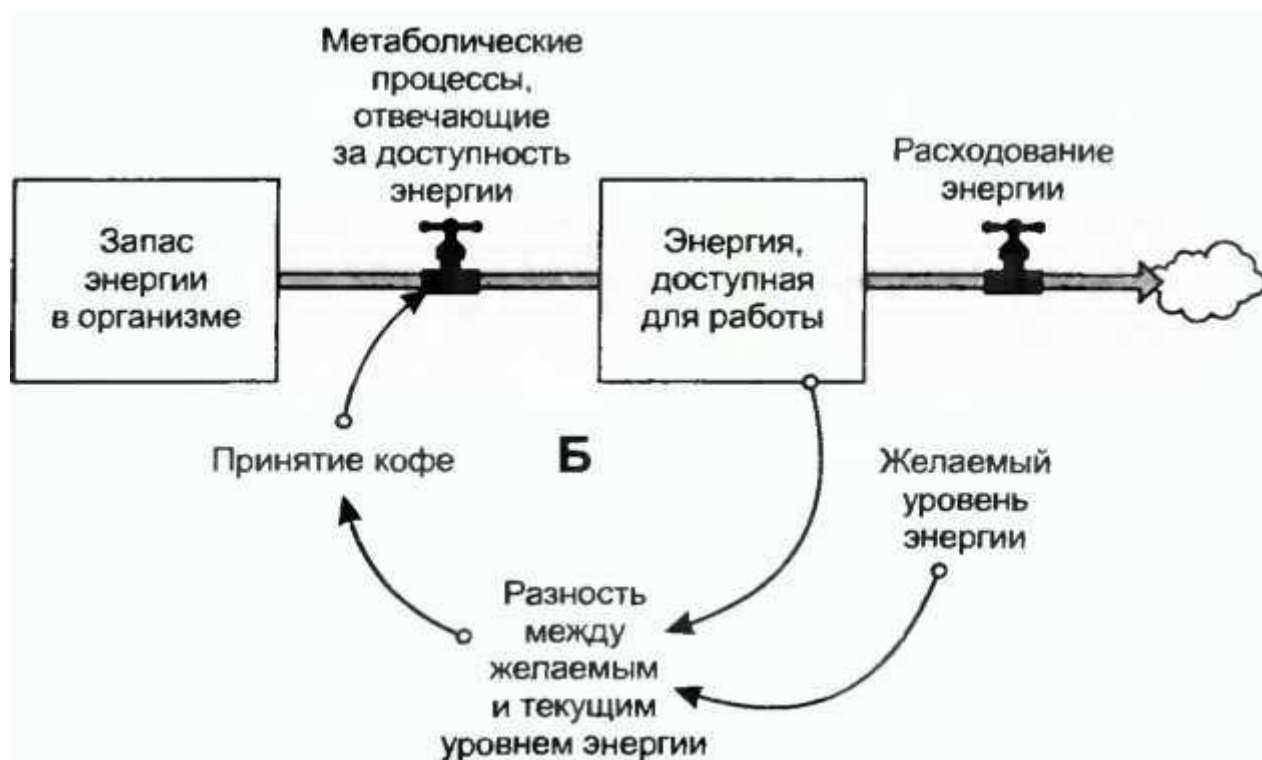 Метаболические
процессы,
отвечающие
за доступность
энергии
Расходование
энергии
Запас
энергии
в организме
Энергия,
доступная
для работы
Принятие кофе
Б
Желаемый
уровень
энергии
Разность
между
желаемым
и текущим
уровнем энергии